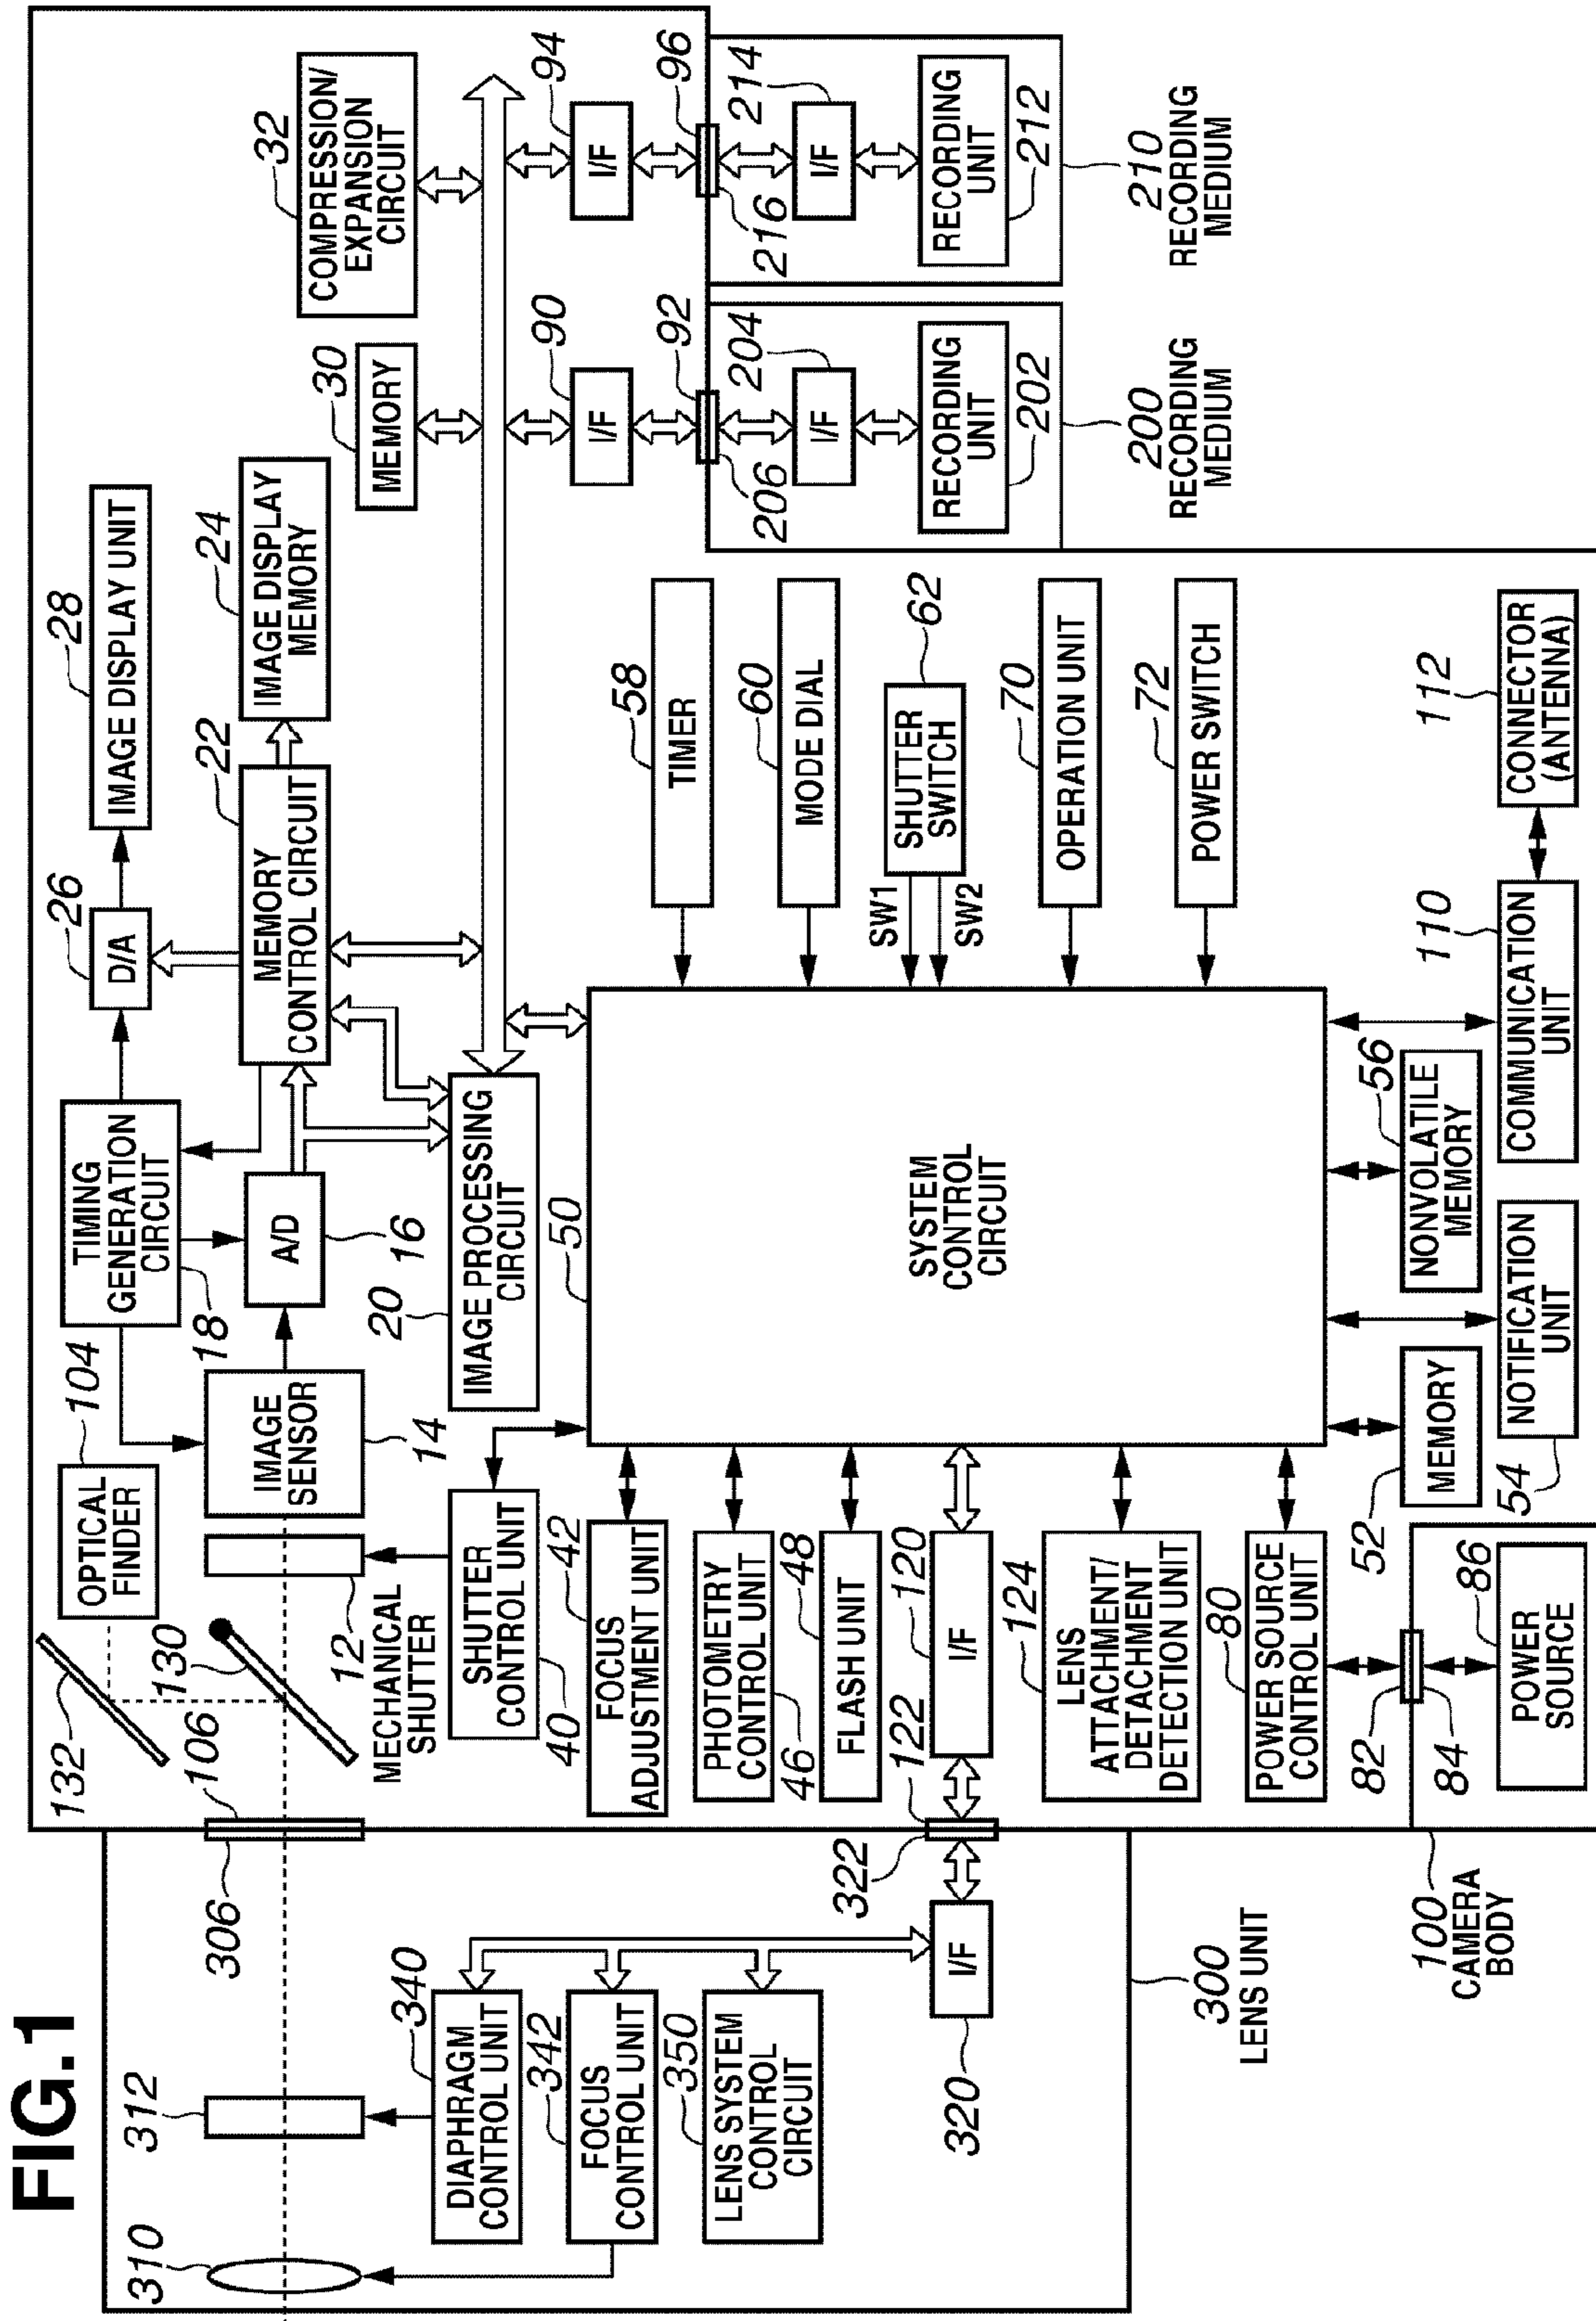 FIG.1
310
312
306
106
132
130
104
OPTICAL
FINDER
12
MECHANICAL
SHUTTER
IMAGE
SENSOR
14
TIMING
GENERATION
CIRCUIT
18
A/D
16
D/A
26
IMAGE DISPLAY UNIT
28
MEMORY
CONTROL CIRCUIT
22
IMAGE DISPLAY
MEMORY
24
IMAGE PROCESSING
CIRCUIT
20
MEMORY
30
COMPRESSION/
EXPANSION
CIRCUIT
32
DIAPHRAGM
CONTROL UNIT
340
FOCUS
CONTROL UNIT
342
LENS SYSTEM
CONTROL
CIRCUIT
350
I/F
320
322
122
300
LENS UNIT
SHUTTER
CONTROL UNIT
40
FOCUS
ADJUSTMENT UNIT
42
PHOTOMETRY
CONTROL UNIT
46
FLASH UNIT
48
I/F
120
LENS
ATTACHMENT/
DETACHMENT
DETECTION UNIT
124
POWER SOURCE
CONTROL UNIT
80
82
84
POWER
SOURCE
86
100
CAMERA
BODY
SYSTEM
CONTROL
CIRCUIT
50
MEMORY
52
NOTIFICATION
UNIT
54
NONVOLATILE
MEMORY
56
COMMUNICATION
UNIT
110
CONNECTOR
(ANTENNA)
112
TIMER
58
MODE DIAL
60
SHUTTER
SWITCH
62
SW1
SW2
OPERATION UNIT
70
POWER SWITCH
72
I/F
90
92
206
I/F
204
RECORDING
UNIT
202
200
RECORDING
MEDIUM
I/F
94
96
216
I/F
214
RECORDING
UNIT
212
210
RECORDING
MEDIUM